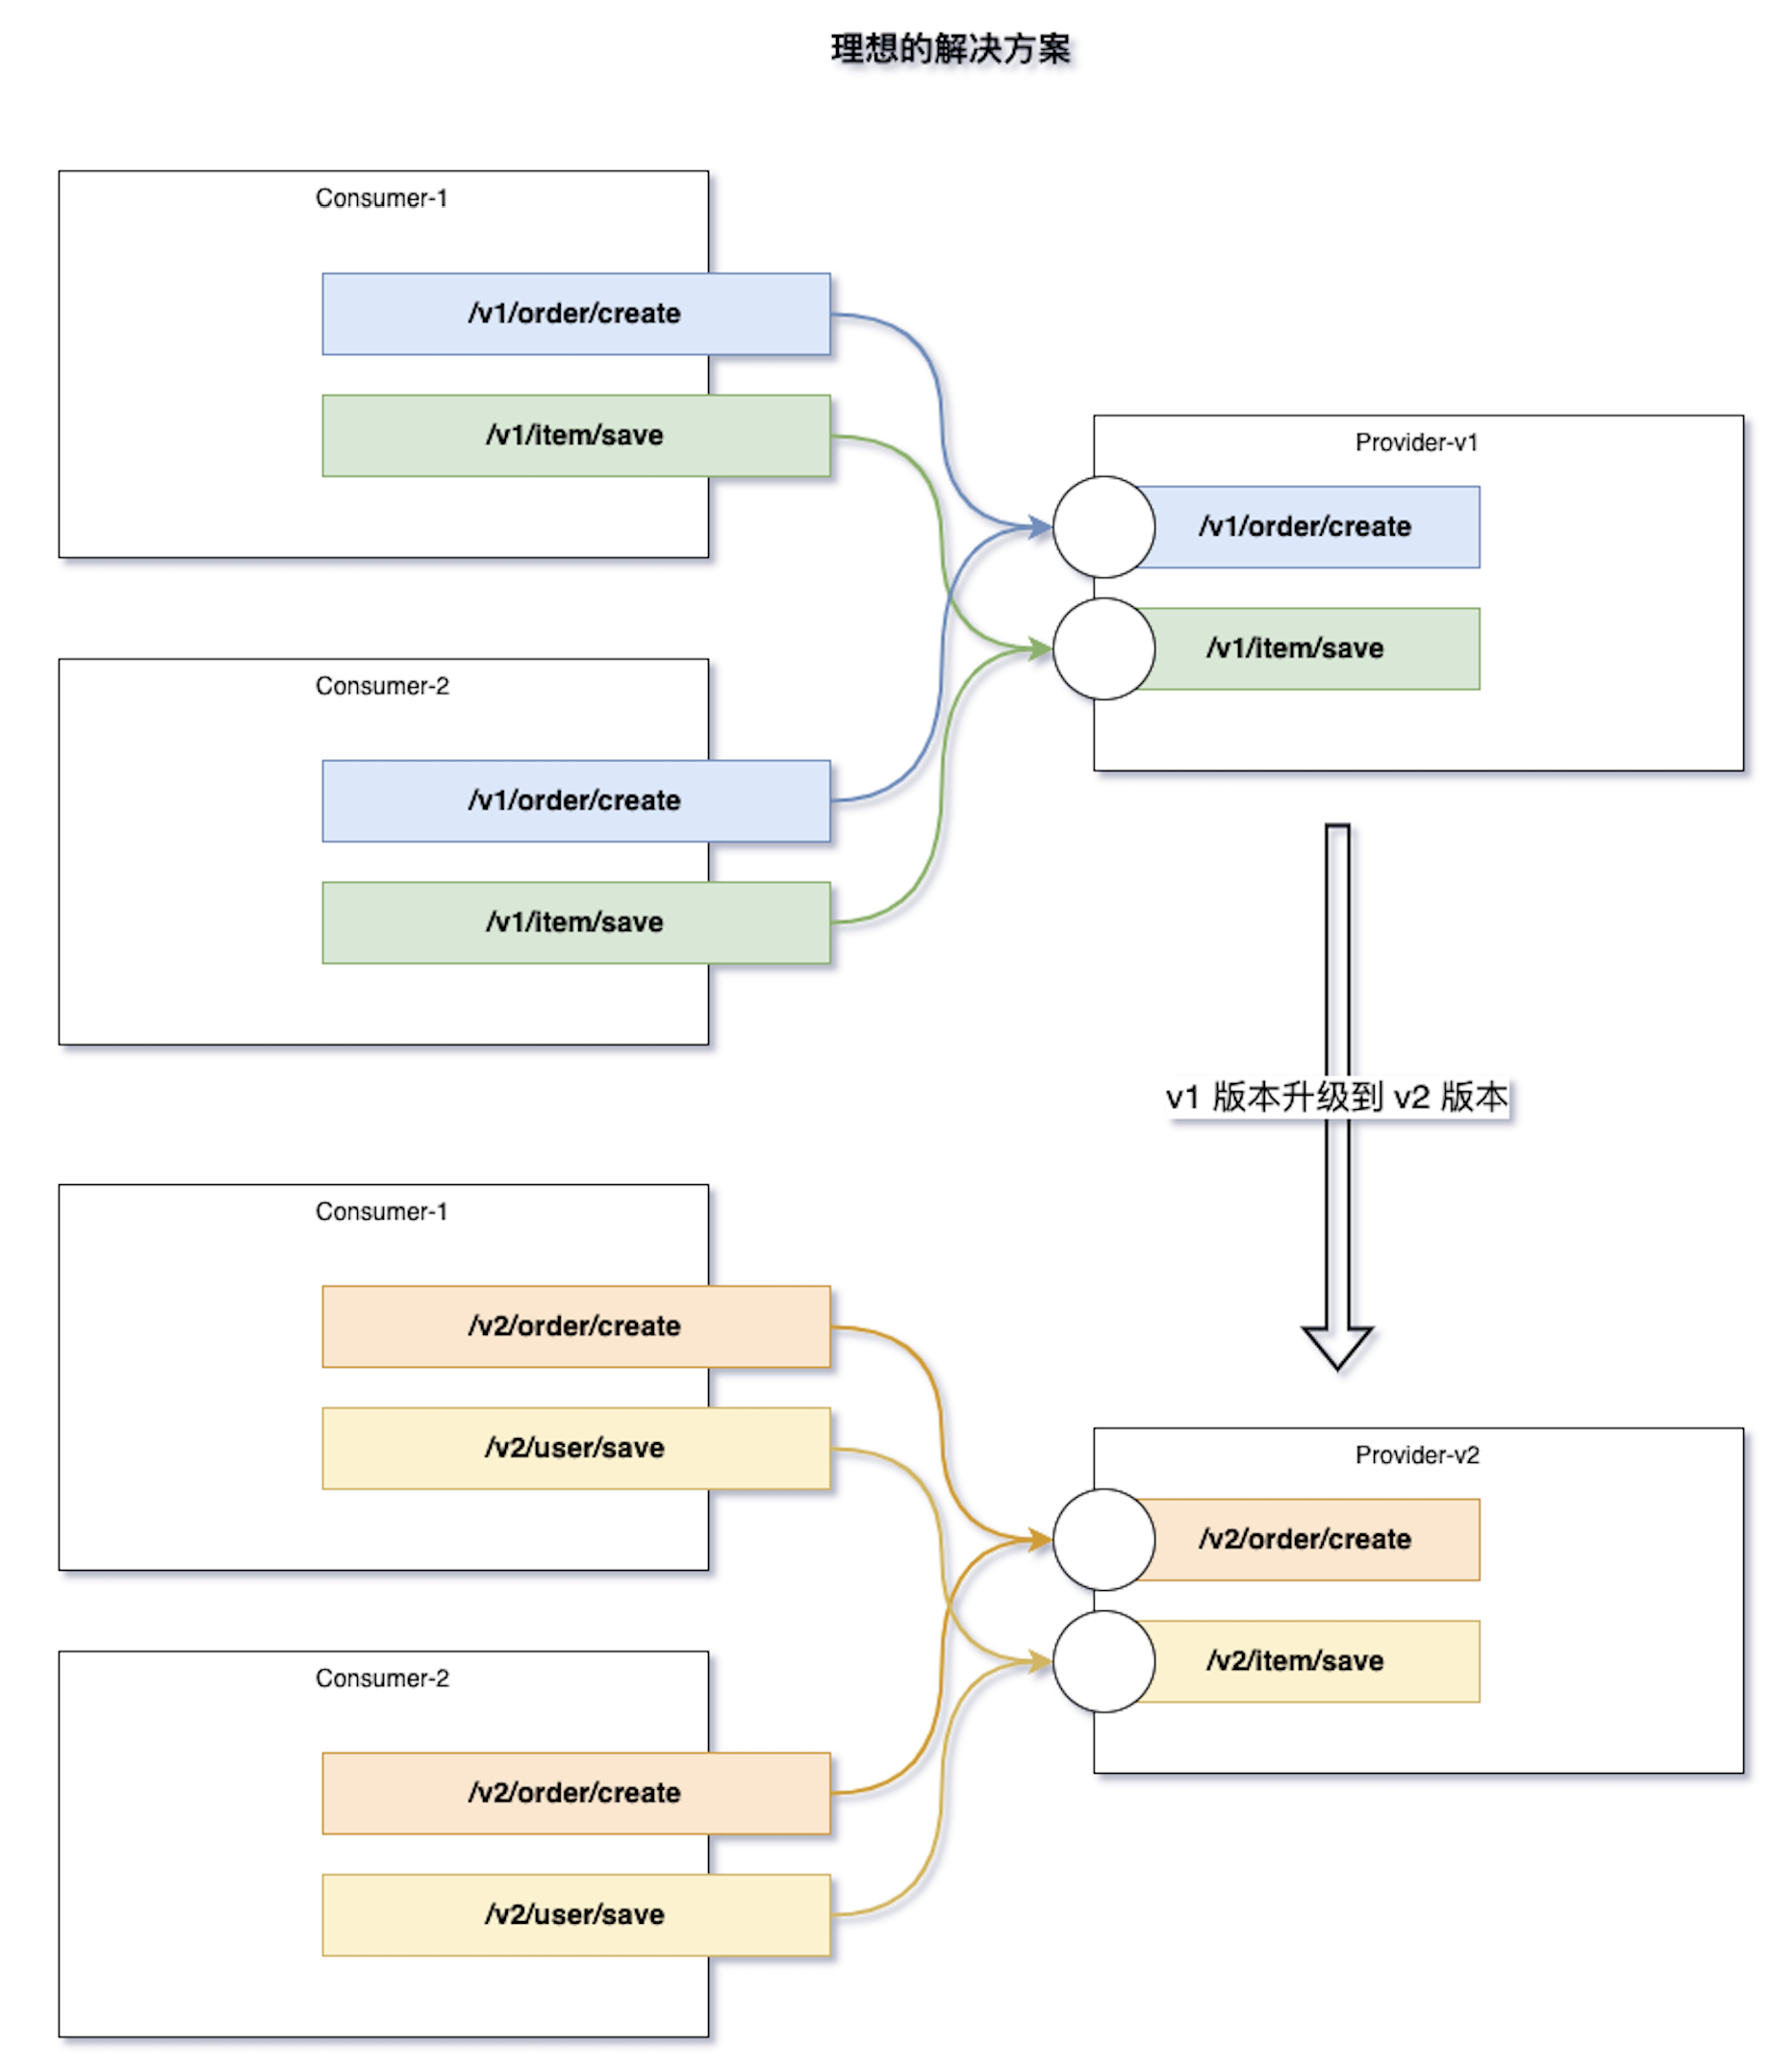 理想的解决方案
Consumer-1
/v1/order/create
/v1/item/save
Provider-v1
/v1/order/create
/v1/item/save
Consumer-2
/v1/order/create
/v1/item/save
v1 版本升级到 v2 版本
Consumer-1
/v2/order/create
/v2/user/save
Provider-v2
/v2/order/create
/v2/item/save
Consumer-2
/v2/order/create
/v2/user/save